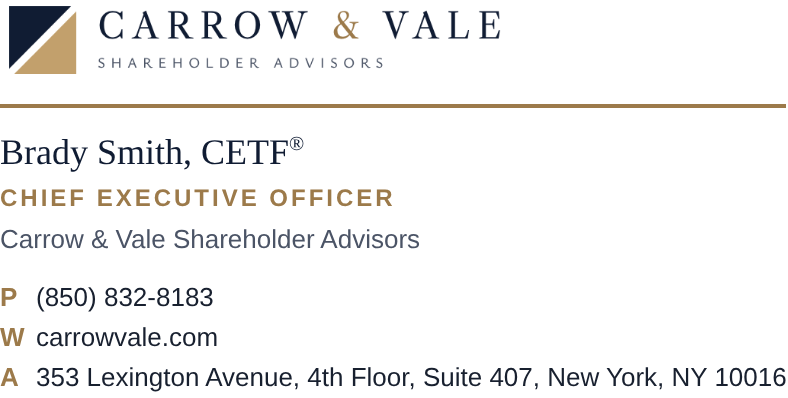 CARROW & VALE
SHAREHOLDER ADVISORS
Brady Smith, CETF®
CHIEF EXECUTIVE OFFICER
Carrow & Vale Shareholder Advisors
P (850) 832-8183
W carrowvale.com
A 353 Lexington Avenue, 4th Floor, Suite 407, New York, NY 10016